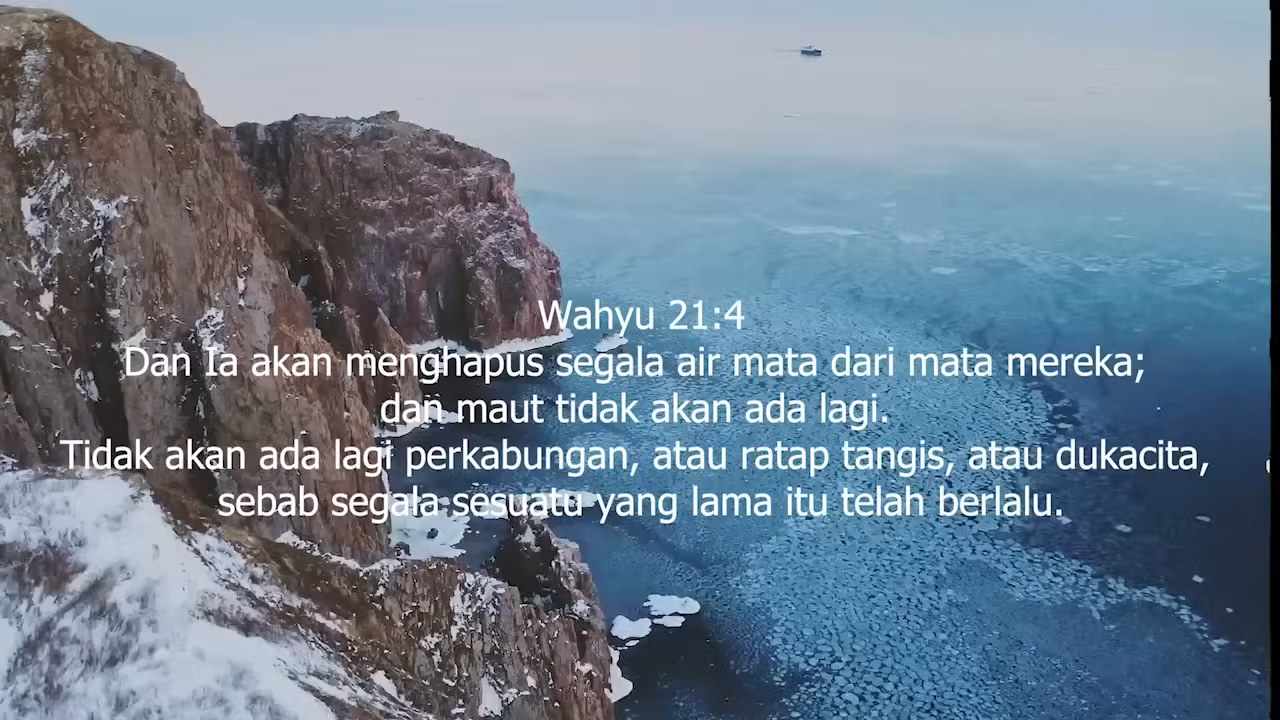 Wahyu 21:4
Dan Ia akan menghapus segala air mata dari mata mereka;
dan maut tidak akan ada lagi.
Tidak akan ada lagi perkabungan, atau ratap tangis, atau dukacita,
sebab segala sesuatu yang lama itu telah berlalu.